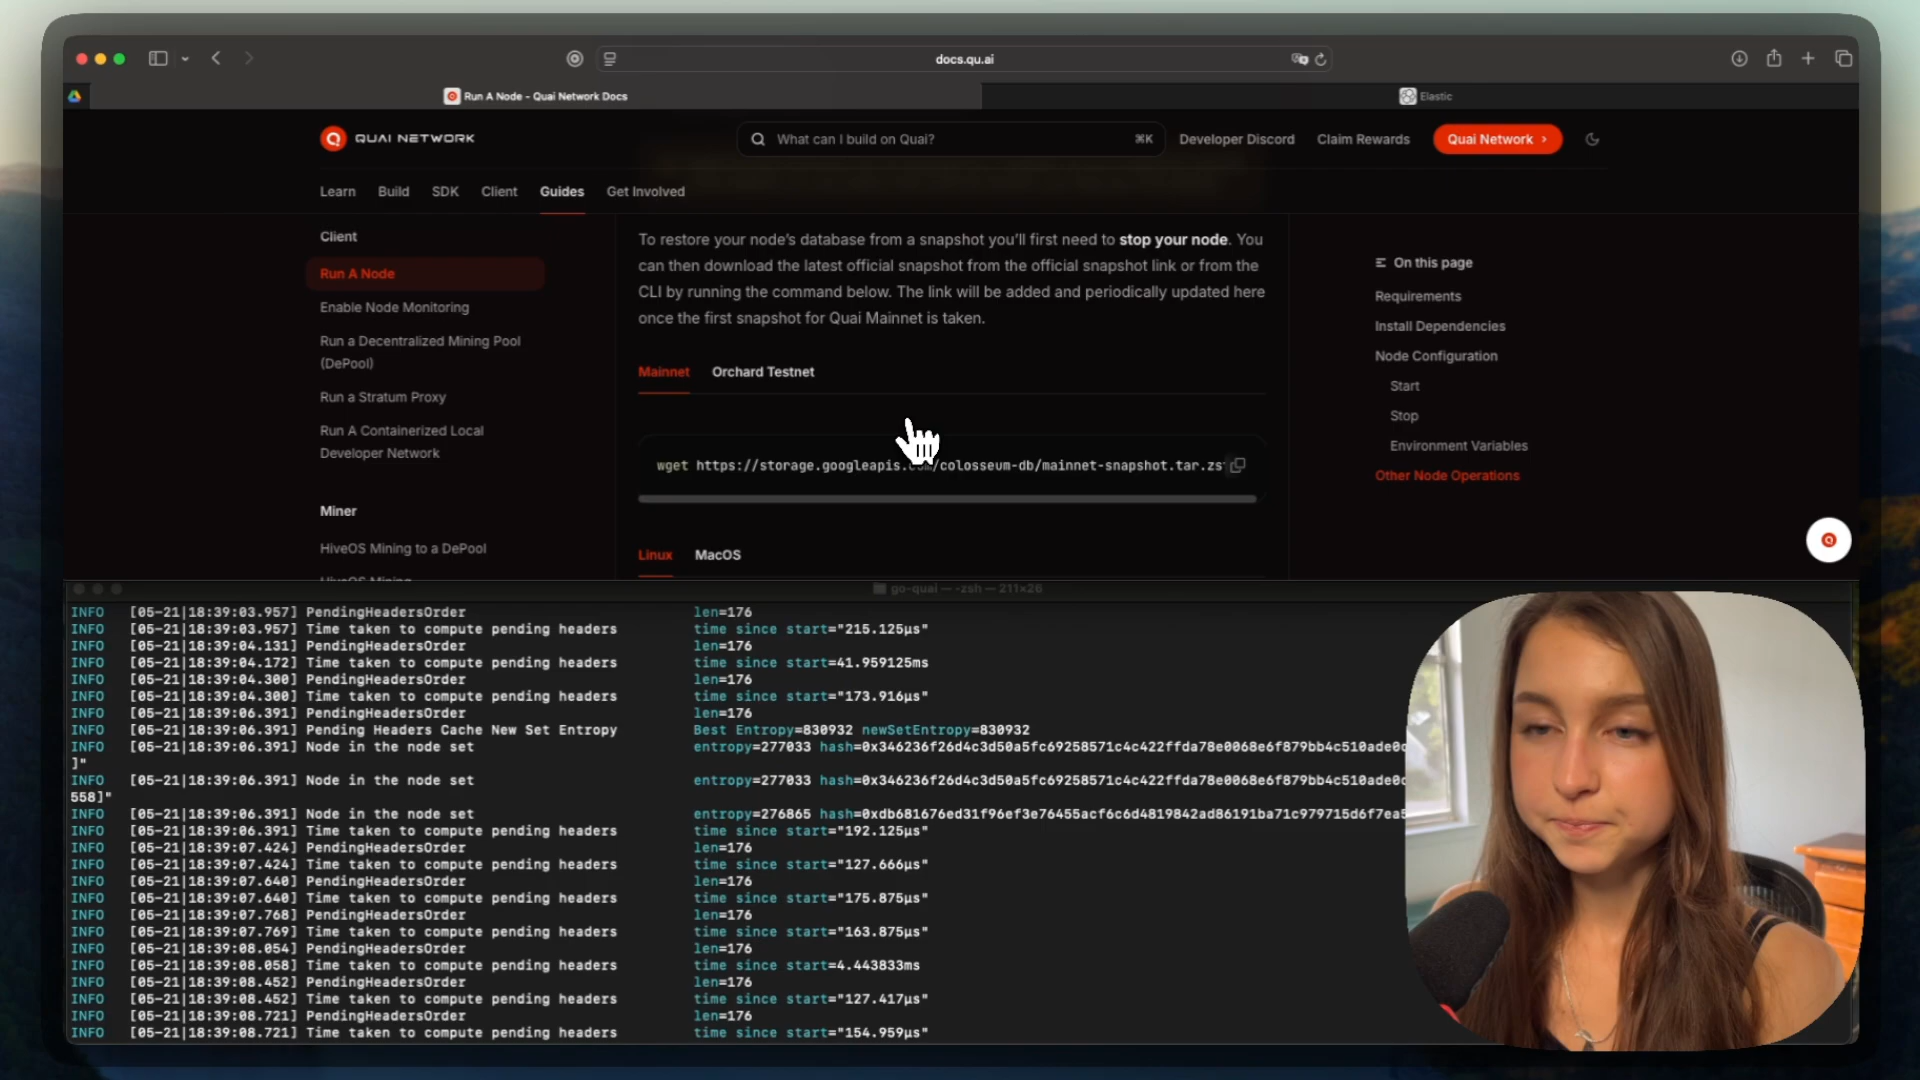 docs.qu.ai
Run A Node - Quai Network Docs
Elastic
QUAI NETWORK
What can I build on Quai?
⌘K
Developer Discord
Claim Rewards
Quai Network ›
Learn
Build
SDK
Client
Guides
Get Involved
Client
Run A Node
Enable Node Monitoring
Run a Decentralized Mining Pool
(DePool)
Run a Stratum Proxy
Run A Containerized Local
Developer Network
Miner
HiveOS Mining to a DePool
HiveOS Mining
To restore your node's database from a snapshot you'll first need to stop your node. You
can then download the latest official snapshot from the official snapshot link or from the
CLI by running the command below. The link will be added and periodically updated here
once the first snapshot for Quai Mainnet is taken.
Mainnet
Orchard Testnet
wget https://storage.googleapis.com/colosseum-db/mainnet-snapshot.tar.zst
Linux
MacOS
On this page
Requirements
Install Dependencies
Node Configuration
Start
Stop
Environment Variables
Other Node Operations
go-quai — -zsh — 211×26
INFO [05-21|18:39:03.957] PendingHeadersOrder len=176
INFO [05-21|18:39:03.957] Time taken to compute pending headers time since start="215.125µs"
INFO [05-21|18:39:04.131] PendingHeadersOrder len=176
INFO [05-21|18:39:04.172] Time taken to compute pending headers time since start=41.959125ms
INFO [05-21|18:39:04.300] PendingHeadersOrder len=176
INFO [05-21|18:39:04.300] Time taken to compute pending headers time since start="173.916µs"
INFO [05-21|18:39:06.391] PendingHeadersOrder len=176
INFO [05-21|18:39:06.391] Pending Headers Cache New Set Entropy Best Entropy=830932 newSetEntropy=830932
INFO [05-21|18:39:06.391] Node in the node set entropy=277033 hash=0x346236f26d4c3d50a5fc69258571c4c422ffda78e0068e6f879bb4c510ade0
]"
INFO [05-21|18:39:06.391] Node in the node set entropy=277033 hash=0x346236f26d4c3d50a5fc69258571c4c422ffda78e0068e6f879bb4c510ade0
558]"
INFO [05-21|18:39:06.391] Node in the node set entropy=276865 hash=0xdb681676ed31f96ef3e76455acf6c6d4819842ad86191ba71c979715d6f7ea
INFO [05-21|18:39:06.391] Time taken to compute pending headers time since start="192.125µs"
INFO [05-21|18:39:07.424] PendingHeadersOrder len=176
INFO [05-21|18:39:07.424] Time taken to compute pending headers time since start="127.666µs"
INFO [05-21|18:39:07.640] PendingHeadersOrder len=176
INFO [05-21|18:39:07.640] Time taken to compute pending headers time since start="175.875µs"
INFO [05-21|18:39:07.768] PendingHeadersOrder len=176
INFO [05-21|18:39:07.769] Time taken to compute pending headers time since start="163.875µs"
INFO [05-21|18:39:08.054] PendingHeadersOrder len=176
INFO [05-21|18:39:08.058] Time taken to compute pending headers time since start=4.443833ms
INFO [05-21|18:39:08.452] PendingHeadersOrder len=176
INFO [05-21|18:39:08.452] Time taken to compute pending headers time since start="127.417µs"
INFO [05-21|18:39:08.721] PendingHeadersOrder len=176
INFO [05-21|18:39:08.721] Time taken to compute pending headers time since start="154.959µs"